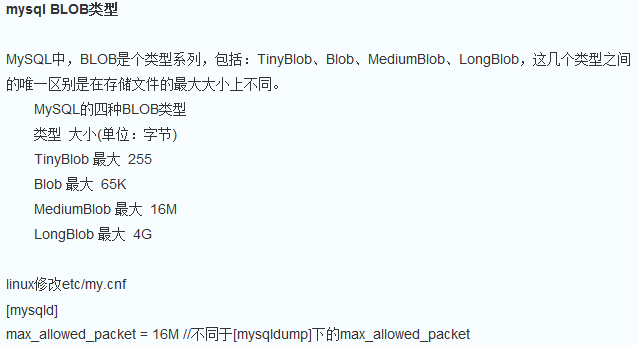 mysql BLOB类型
MySQL中，BLOB是个类型系列，包括：TinyBlob、Blob、MediumBlob、LongBlob，这几个类型之间
的唯一区别是在存储文件的最大大小上不同。
MySQL的四种BLOB类型
类型 大小(单位：字节)
TinyBlob 最大 255
Blob 最大 65K
MediumBlob 最大 16M
LongBlob 最大 4G
linux修改etc/my.cnf
[mysqld]
max_allowed_packet = 16M //不同于[mysqldump]下的max_allowed_packet